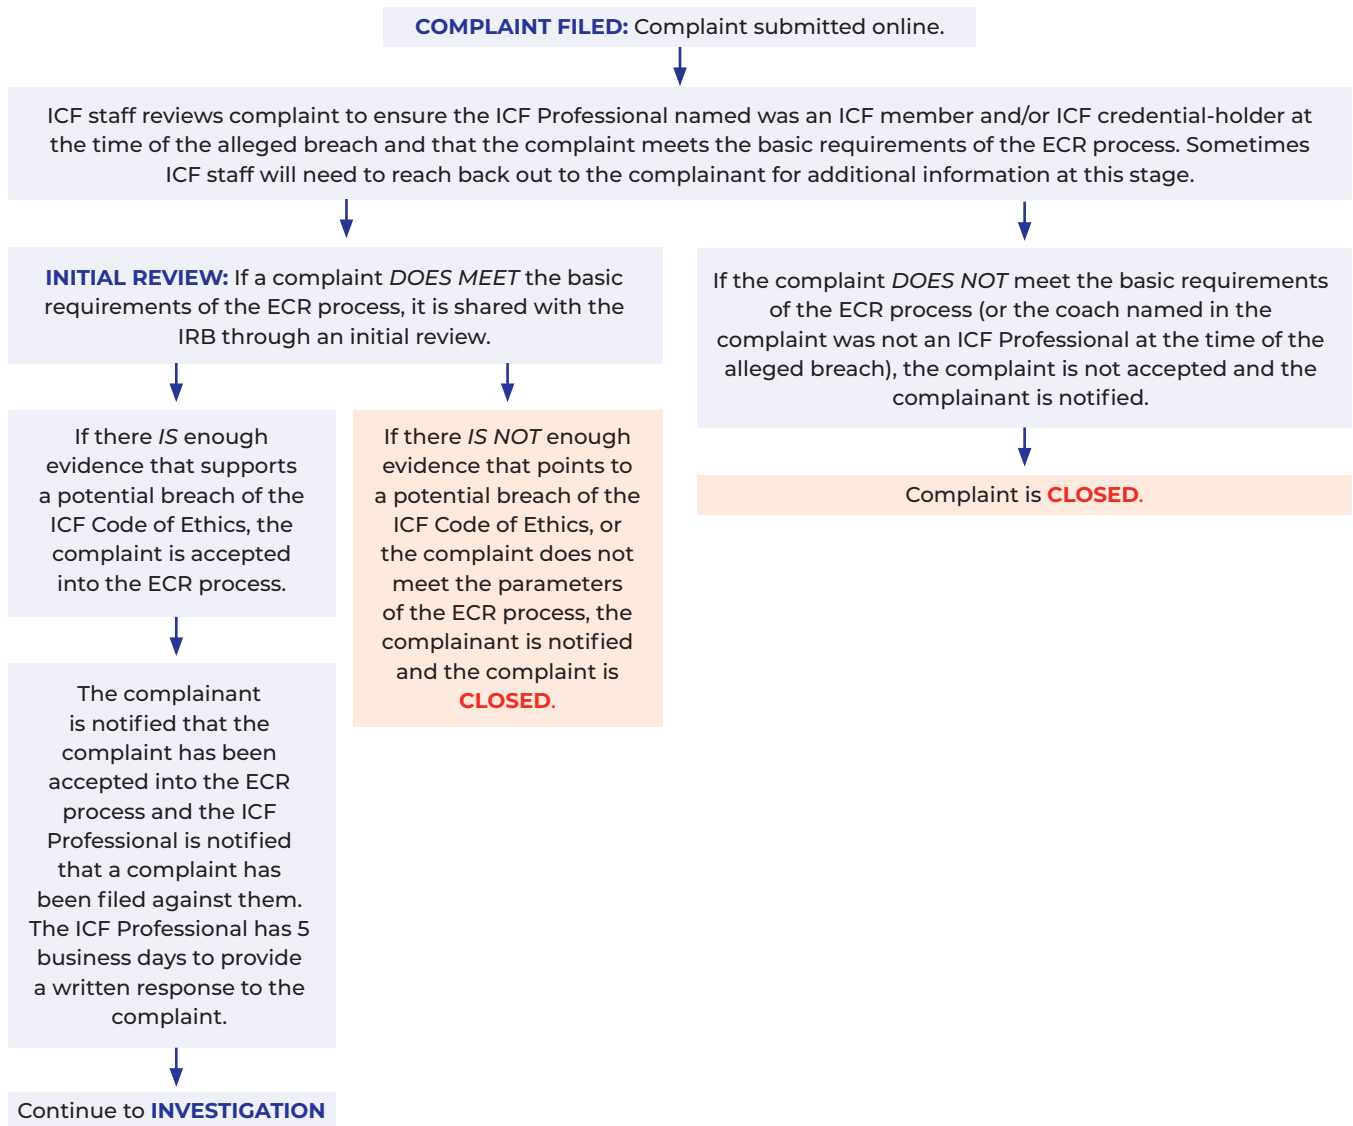 COMPLAINT FILED: Complaint submitted online.
ICF staff reviews complaint to ensure the ICF Professional named was an ICF member and/or ICF credential-holder at
the time of the alleged breach and that the complaint meets the basic requirements of the ECR process. Sometimes
ICF staff will need to reach back out to the complainant for additional information at this stage.
INITIAL REVIEW: If a complaint DOES MEET the basic
requirements of the ECR process, it is shared with the
IRB through an initial review.
If there IS enough
evidence that supports
a potential breach of the
ICF Code of Ethics, the
complaint is accepted
into the ECR process.
The complainant
is notified that the
complaint has been
accepted into the ECR
process and the ICF
Professional is notified
that a complaint has
been filed against them.
The ICF Professional has 5
business days to provide
a written response to the
complaint.
Continue to INVESTIGATION
If there IS NOT enough
evidence that points to
a potential breach of the
ICF Code of Ethics, or
the complaint does not
meet the parameters
of the ECR process, the
complainant is notified
and the complaint is
CLOSED.
If the complaint DOES NOT meet the basic requirements
of the ECR process (or the coach named in the
complaint was not an ICF Professional at the time of the
alleged breach), the complaint is not accepted and the
complainant is notified.
Complaint is CLOSED.